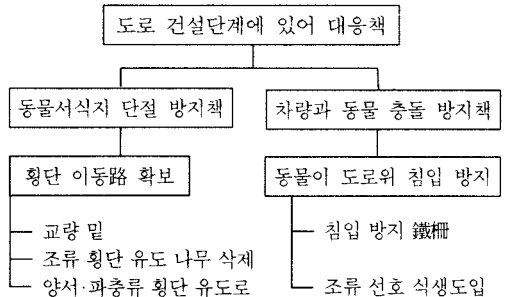 도로 건설단계에 있어 대응책
동물서식지 단절 방지책
차량과 동물 충돌 방지책
횡단 이동路 확보
동물이 도로위 침입 방지
교량 밑
조류 횡단 유도 나무 삭제
양서·파충류 횡단 유도로
침입 방지 鐵柵
조류 선호 식생도입